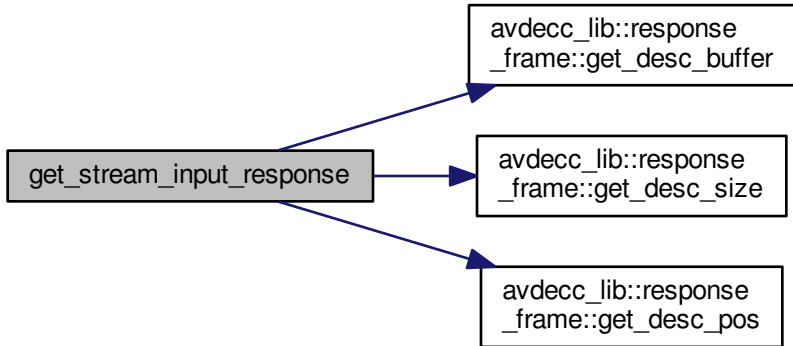 avdecc_lib::response
_frame::get_desc_buffer
get_stream_input_response
avdecc_lib::response
_frame::get_desc_size
avdecc_lib::response
_frame::get_desc_pos